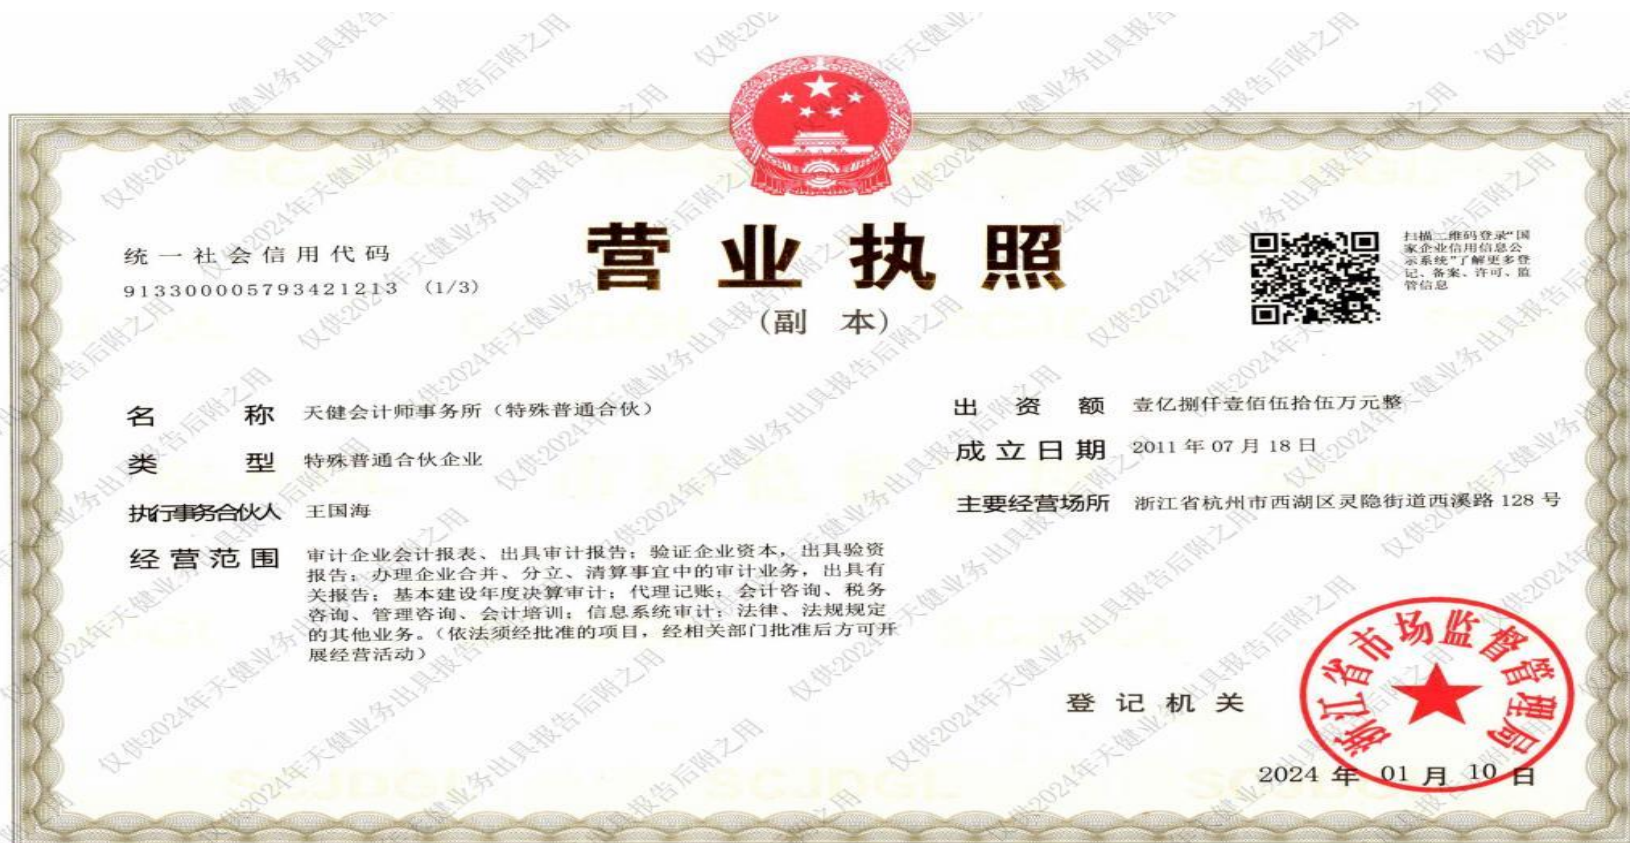 营业执照
(副 本)
统一社会信用代码
913300005793421213 (1/3)
扫描二维码登录“国
家企业信用信息公
示系统”了解更多登
记、备案、许可、监
管信息
名 称 天健会计师事务所（特殊普通合伙）
类 型 特殊普通合伙企业
执行事务合伙人 王国海
经营范围 审计企业会计报表、出具审计报告；验证企业资本，出具验资
报告；办理企业合并、分立、清算事宜中的审计业务，出具有
关报告；基本建设年度决算审计；代理记账；会计咨询、税务
咨询、管理咨询、会计培训；信息系统审计；法律、法规规定
的其他业务。（依法须经批准的项目，经相关部门批准后方可开
展经营活动）
出 资 额 壹亿捌仟壹佰伍拾伍万元整
成立日期 2011年07月18日
主要经营场所 浙江省杭州市西湖区灵隐街道西溪路128号
登记机关
浙江省市场监督管理局
2024年01月10日
仅供2024年天健业务出具报告后附之用
SCJDGL